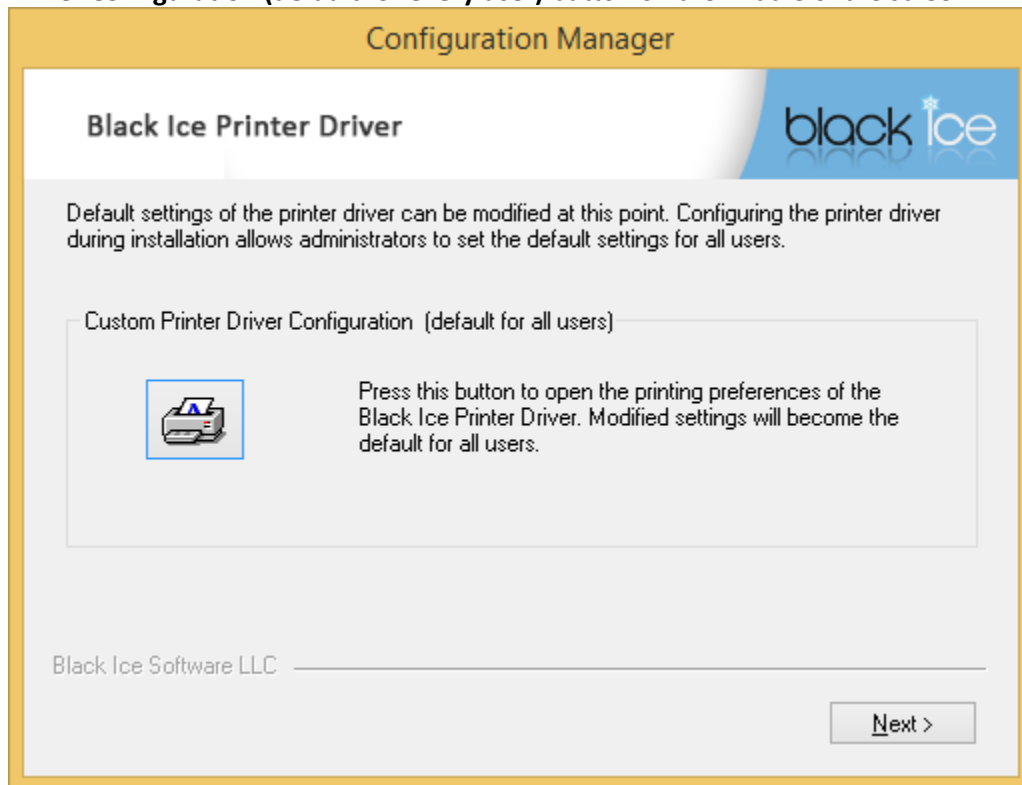 Configuration Manager
Black Ice Printer Driver
black ice
Default settings of the printer driver can be modified at this point. Configuring the printer driver
during installation allows administrators to set the default settings for all users.
Custom Printer Driver Configuration (default for all users)
Press this button to open the printing preferences of the
Black Ice Printer Driver. Modified settings will become the
default for all users.
Black Ice Software LLC
Next >